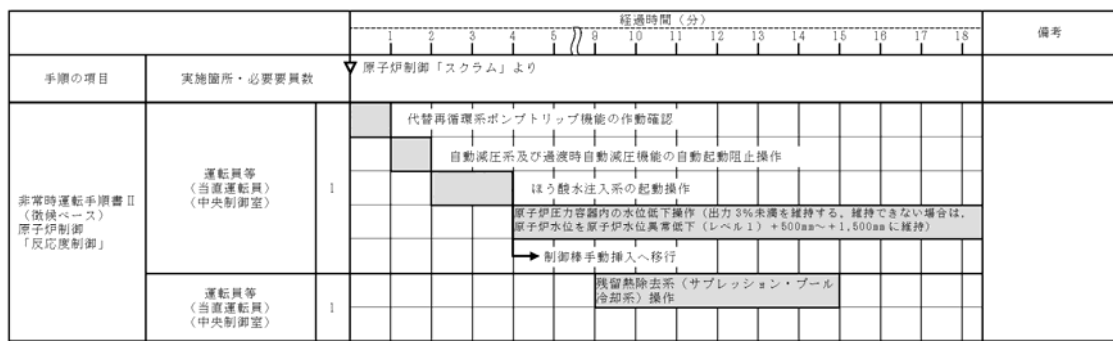 経過時間（分）
備考
1 2 3 4 5 9 10 11 12 13 14 15 16 17 18
手順の項目
実施箇所・必要要員数
原子炉制御「スクラム」より
代替再循環系ポンプトリップ機能の作動確認
自動減圧系及び過渡時自動減圧機能の自動起動阻止操作
運転員等
（当直運転員）
（中央制御室）
1
ほう酸水注入系の起動操作
非常時運転手順書Ⅱ
（徴候ベース）
原子炉制御
「反応度制御」
原子炉圧力容器内の水位低下操作（出力3%未満を維持する，維持できない場合は，
原子炉水位を原子炉水位異常低下（レベル1）+500mm～+1,500mmに維持）
制御棒手動挿入へ移行
運転員等
（当直運転員）
（中央制御室）
1
残留熱除去系（サプレッション・プール
冷却系）操作